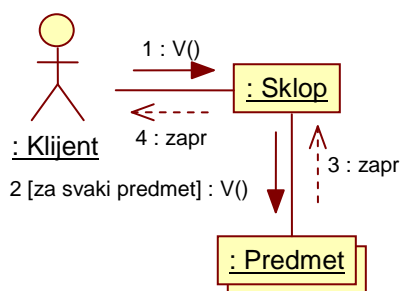 1 : V()
: Sklop
4 : zapr
: Klijent
3 : zapr
2 [za svaki predmet] : V()
: Predmet